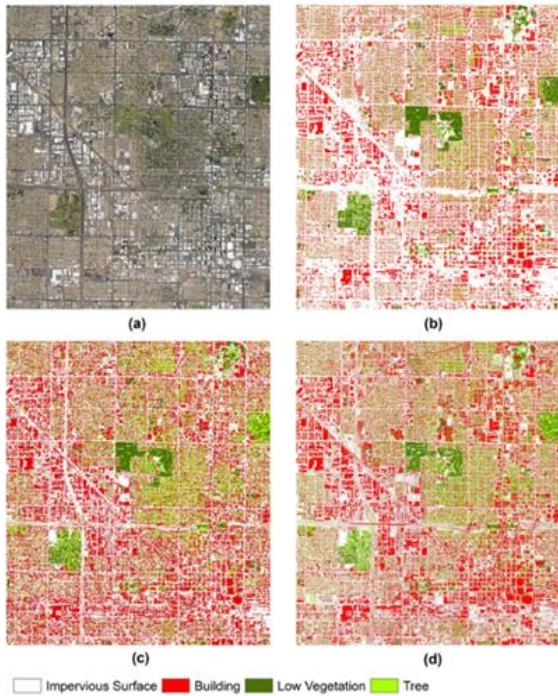 (a)
(b)
(c)
(d)
Impervious Surface
Building
Low Vegetation
Tree